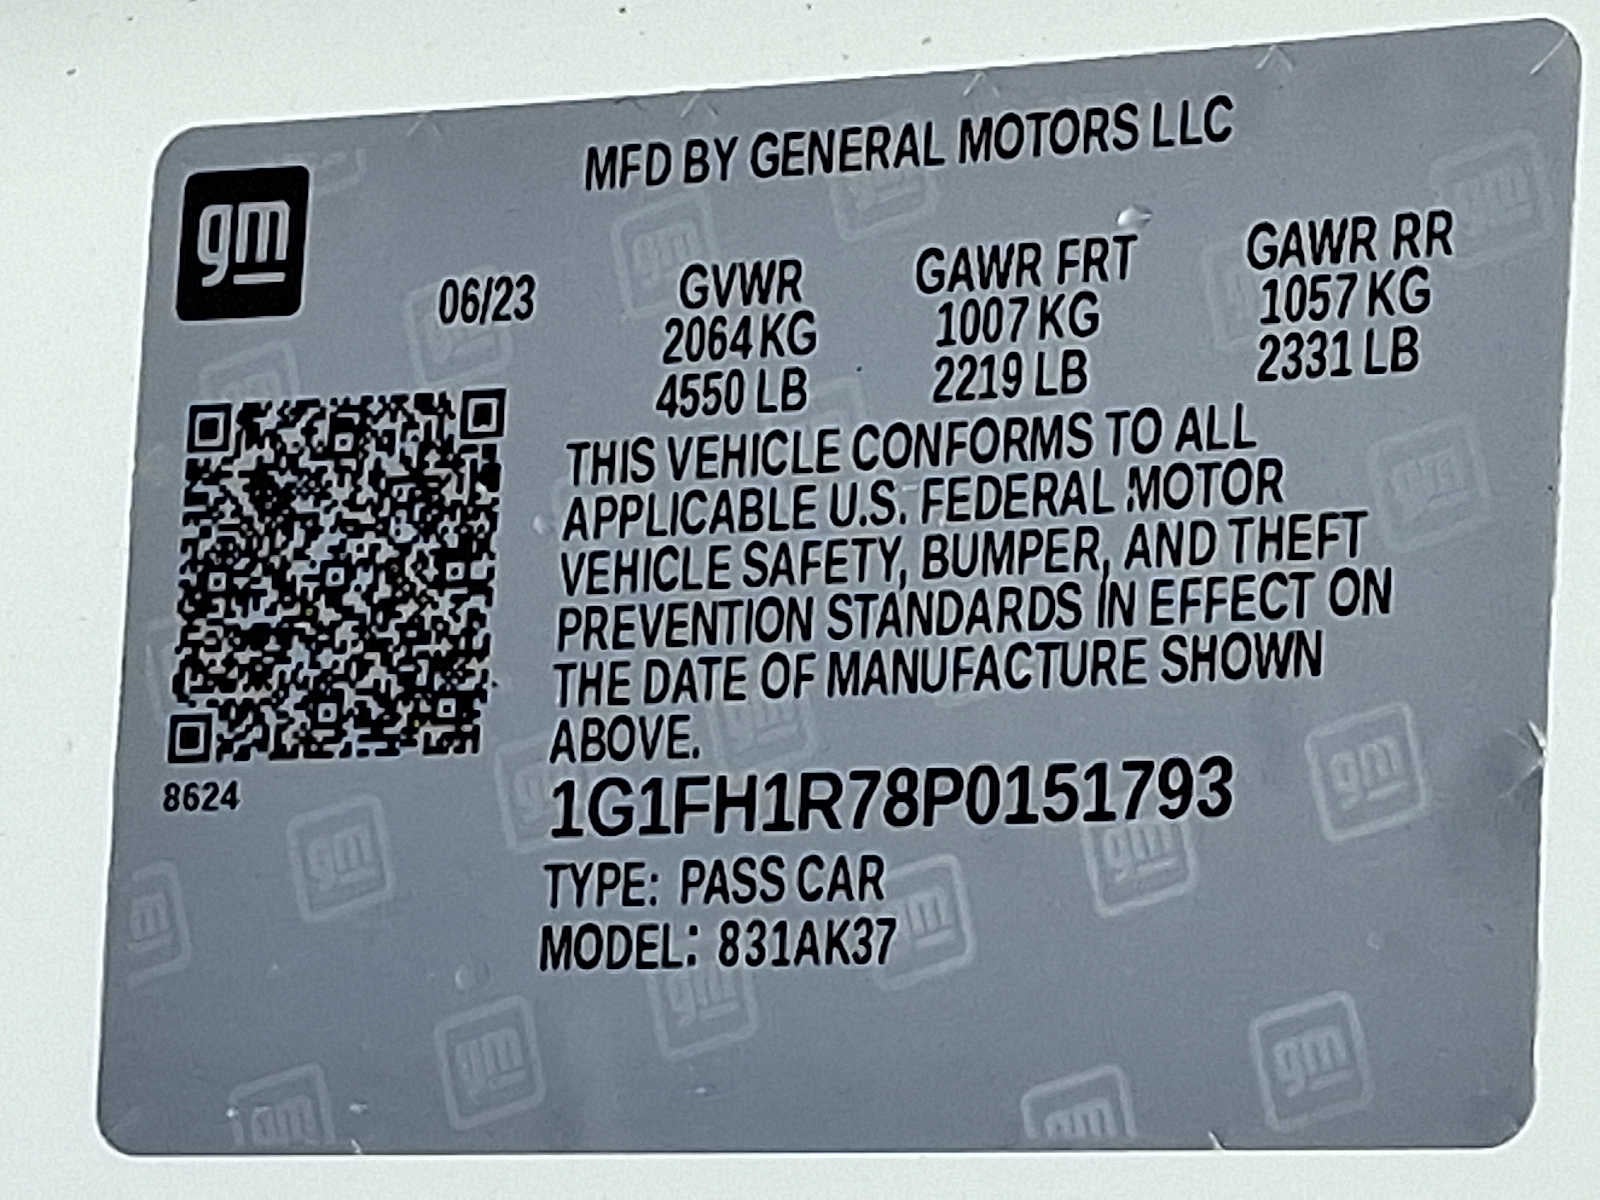 MFD BY GENERAL MOTORS LLC
gm
06/23
GVWR GAWR FRT GAWR RR
2064 KG 1007 KG 1057 KG
4550 LB 2219 LB 2331 LB
THIS VEHICLE CONFORMS TO ALL
APPLICABLE U.S. FEDERAL MOTOR
VEHICLE SAFETY, BUMPER, AND THEFT
PREVENTION STANDARDS IN EFFECT ON
THE DATE OF MANUFACTURE SHOWN
ABOVE.
8624
1G1FH1R78P0151793
TYPE: PASS CAR
MODEL: 831AK37